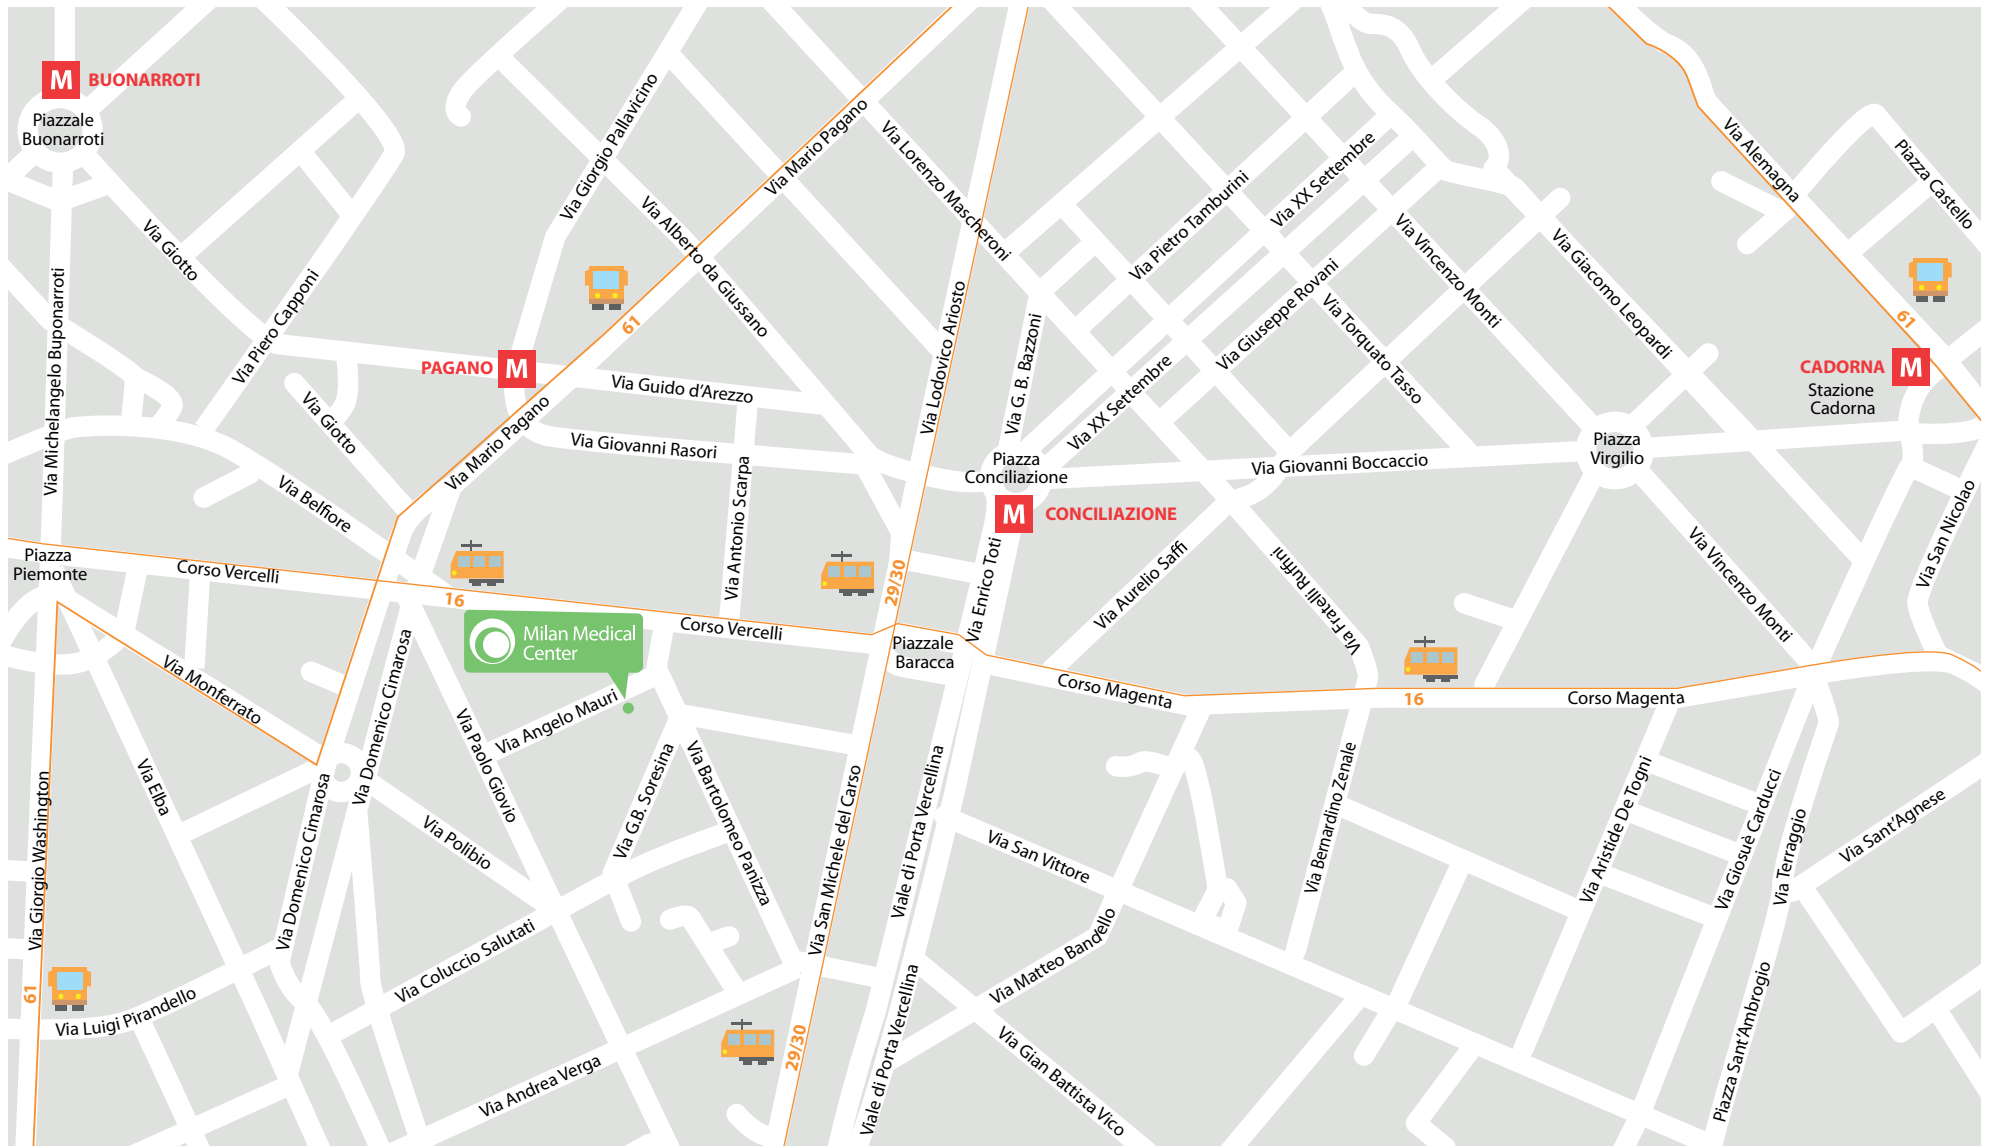 M BUONARROTI
Piazzale
Buonarroti
Via Giotto
Via Piero Capponi
Via Michelangelo Buponarroti
Via Giotto
Via Belfiore
Via Giorgio Pallavicino
Via Mario Pagano
Via Alberto da Giussano
Via Lorenzo Mascheroni
61
PAGANO M
Via Guido d'Arezzo
Via Mario Pagano
Via Giovanni Rasori
Via Antonio Scarpa
Via Lodovico Ariosto
Via G. B. Bazzoni
Via Pietro Tamburini
Via XX Settembre
Via XX Settembre
Via Giuseppe Rovani
Via Torquato Tasso
Via Vincenzo Monti
Via Giacomo Leopardi
Via Alemagna
Piazza Castello
61
CADORNA M
Stazione
Cadorna
Piazza
Virgilio
Piazza
Conciliazione
M CONCILIAZIONE
Via Giovanni Boccaccio
Via San Nicolao
Via Vincenzo Monti
Via Fratelli Ruffini
Via Aurelio Saffi
Via Enrico Toti
29/30
Piazza
Piemonte
Corso Vercelli
16
Corso Vercelli
Milan Medical
Center
Piazzale
Baracca
Corso Magenta
16
Corso Magenta
Via Monferrato
Via Domenico Cimarosa
Via Paolo Giovio
Via Angelo Mauri
Via G.B. Soresina
Via Bartolomeo Panizza
Via San Michele del Carso
Viale di Porta Vercellina
Via San Vittore
Via Matteo Bandello
Via Bernardino Zenale
Via Aristide De Togni
Via Giosuè Carducci
Via Terraggio
Via Sant'Agnese
Via Giorgio Washington
Via Elba
Via Domenico Cimarosa
Via Polibio
Via Coluccio Salutati
61
Via Luigi Pirandello
Via Andrea Verga
29/30
Viale di Porta Vercellina
Via Gian Battista Vico
Piazza Sant'Ambrogio